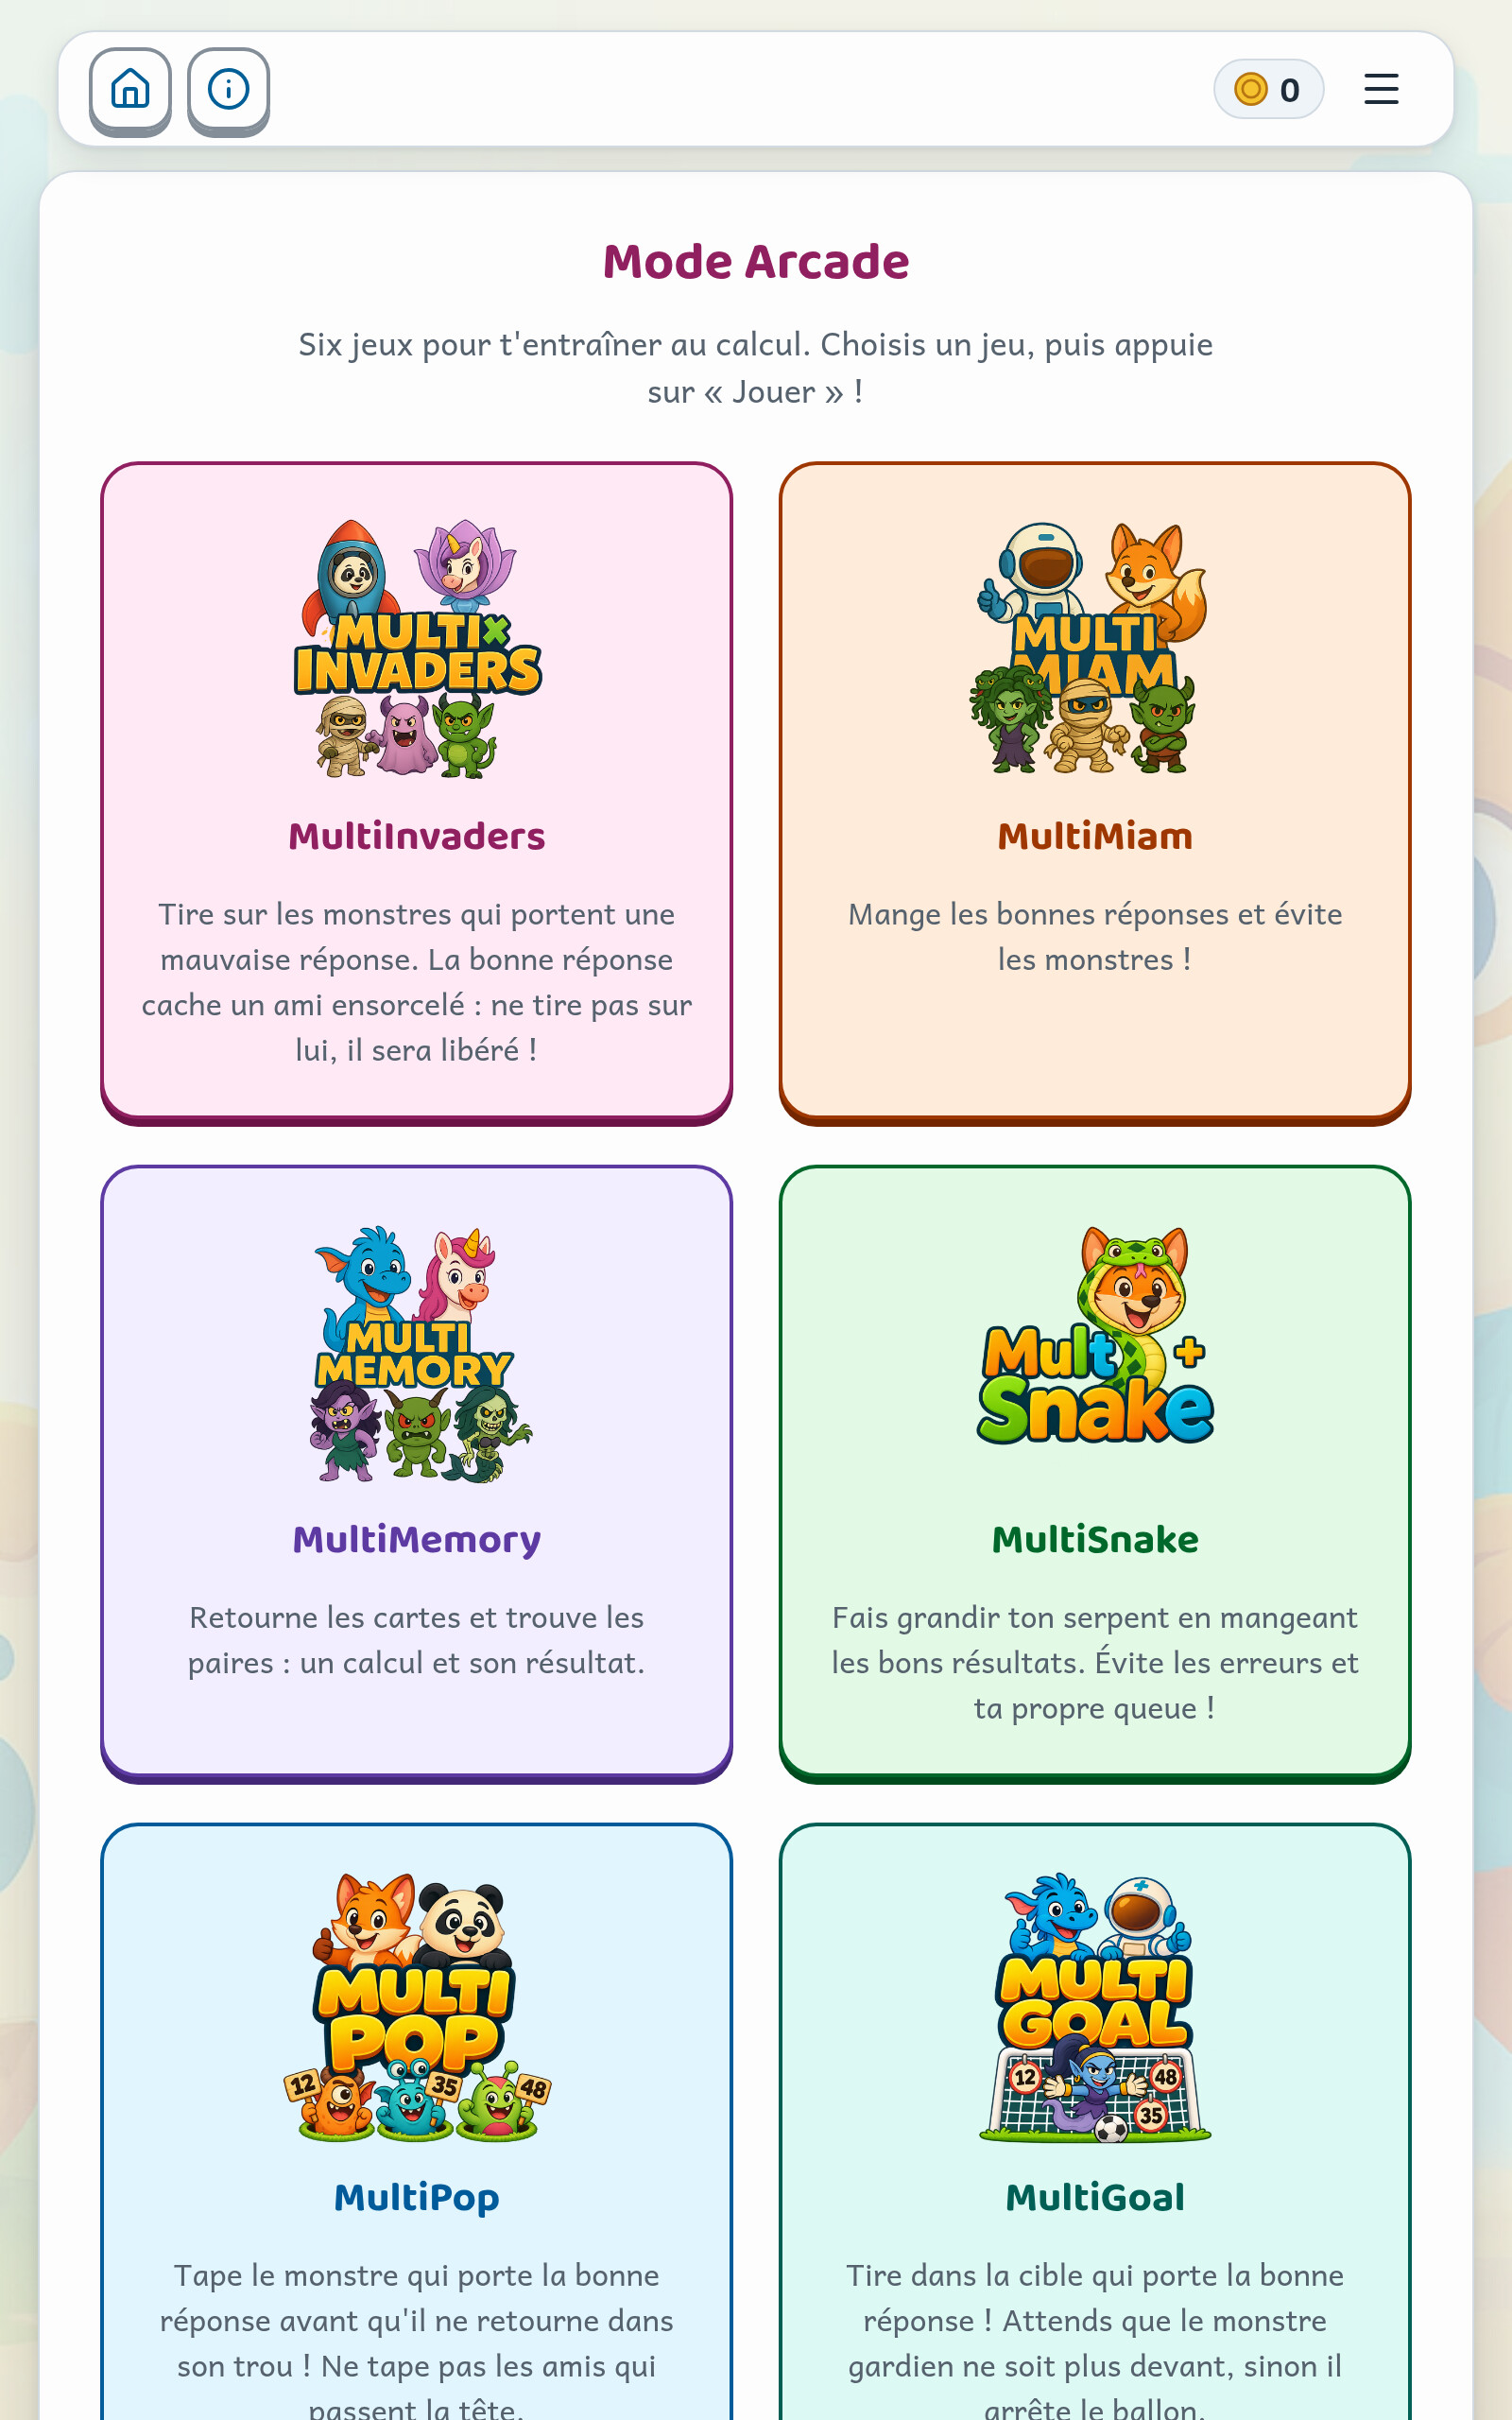 0
Mode Arcade
Six jeux pour t'entraîner au calcul. Choisis un jeu, puis appuie
sur « Jouer » !
MULTI×
INVADERS
MultiInvaders
Tire sur les monstres qui portent une
mauvaise réponse. La bonne réponse
cache un ami ensorcelé : ne tire pas sur
lui, il sera libéré !
MULTI
MIAM
MultiMiam
Mange les bonnes réponses et évite
les monstres !
MULTI
MEMORY
MultiMemory
Retourne les cartes et trouve les
paires : un calcul et son résultat.
Mult +
Snake
MultiSnake
Fais grandir ton serpent en mangeant
les bons résultats. Évite les erreurs et
ta propre queue !
MULTI
POP
12 35 48
MultiPop
Tape le monstre qui porte la bonne
réponse avant qu'il ne retourne dans
son trou ! Ne tape pas les amis qui
passent la tête.
MULTI
GOAL
12 48
35
MultiGoal
Tire dans la cible qui porte la bonne
réponse ! Attends que le monstre
gardien ne soit plus devant, sinon il
arrête le ballon.